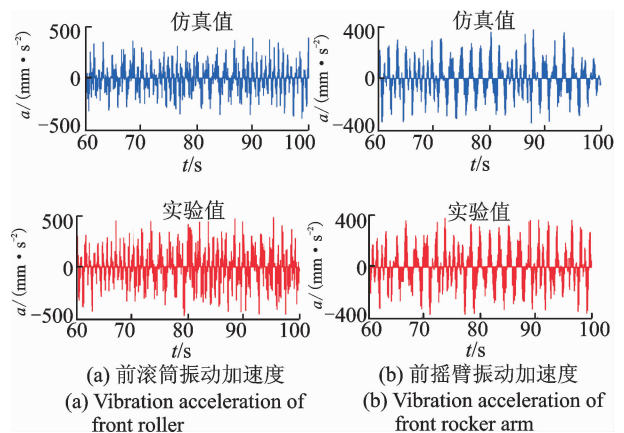 仿真值
500
0
−500
a/(mm·s⁻²)
60 70 80 90 100
t/s
仿真值
400
0
−400
a/(mm·s⁻²)
60 70 80 90 100
t/s
实验值
500
0
−500
a/(mm·s⁻²)
60 70 80 90 100
t/s
实验值
400
0
−400
a/(mm·s⁻²)
60 70 80 90 100
t/s
(a) 前滚筒振动加速度
(a) Vibration acceleration of
front roller
(b) 前摇臂振动加速度
(b) Vibration acceleration of
front rocker arm